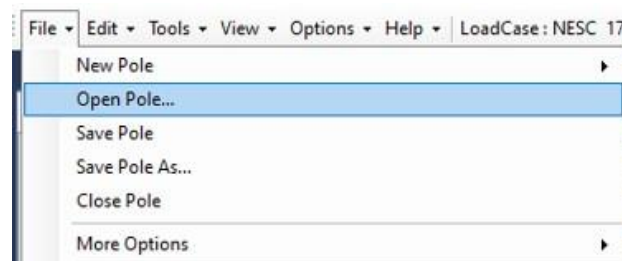 File Edit Tools View Options Help LoadCase : NESC 17
New Pole
Open Pole...
Save Pole
Save Pole As...
Close Pole
More Options